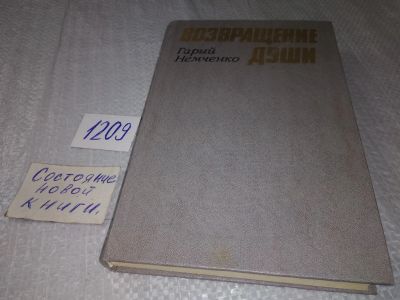 ВОЗВРАЩЕНИЕ
Гарий
Немченко
ДУШИ
1209
Состояние
новой
книги.